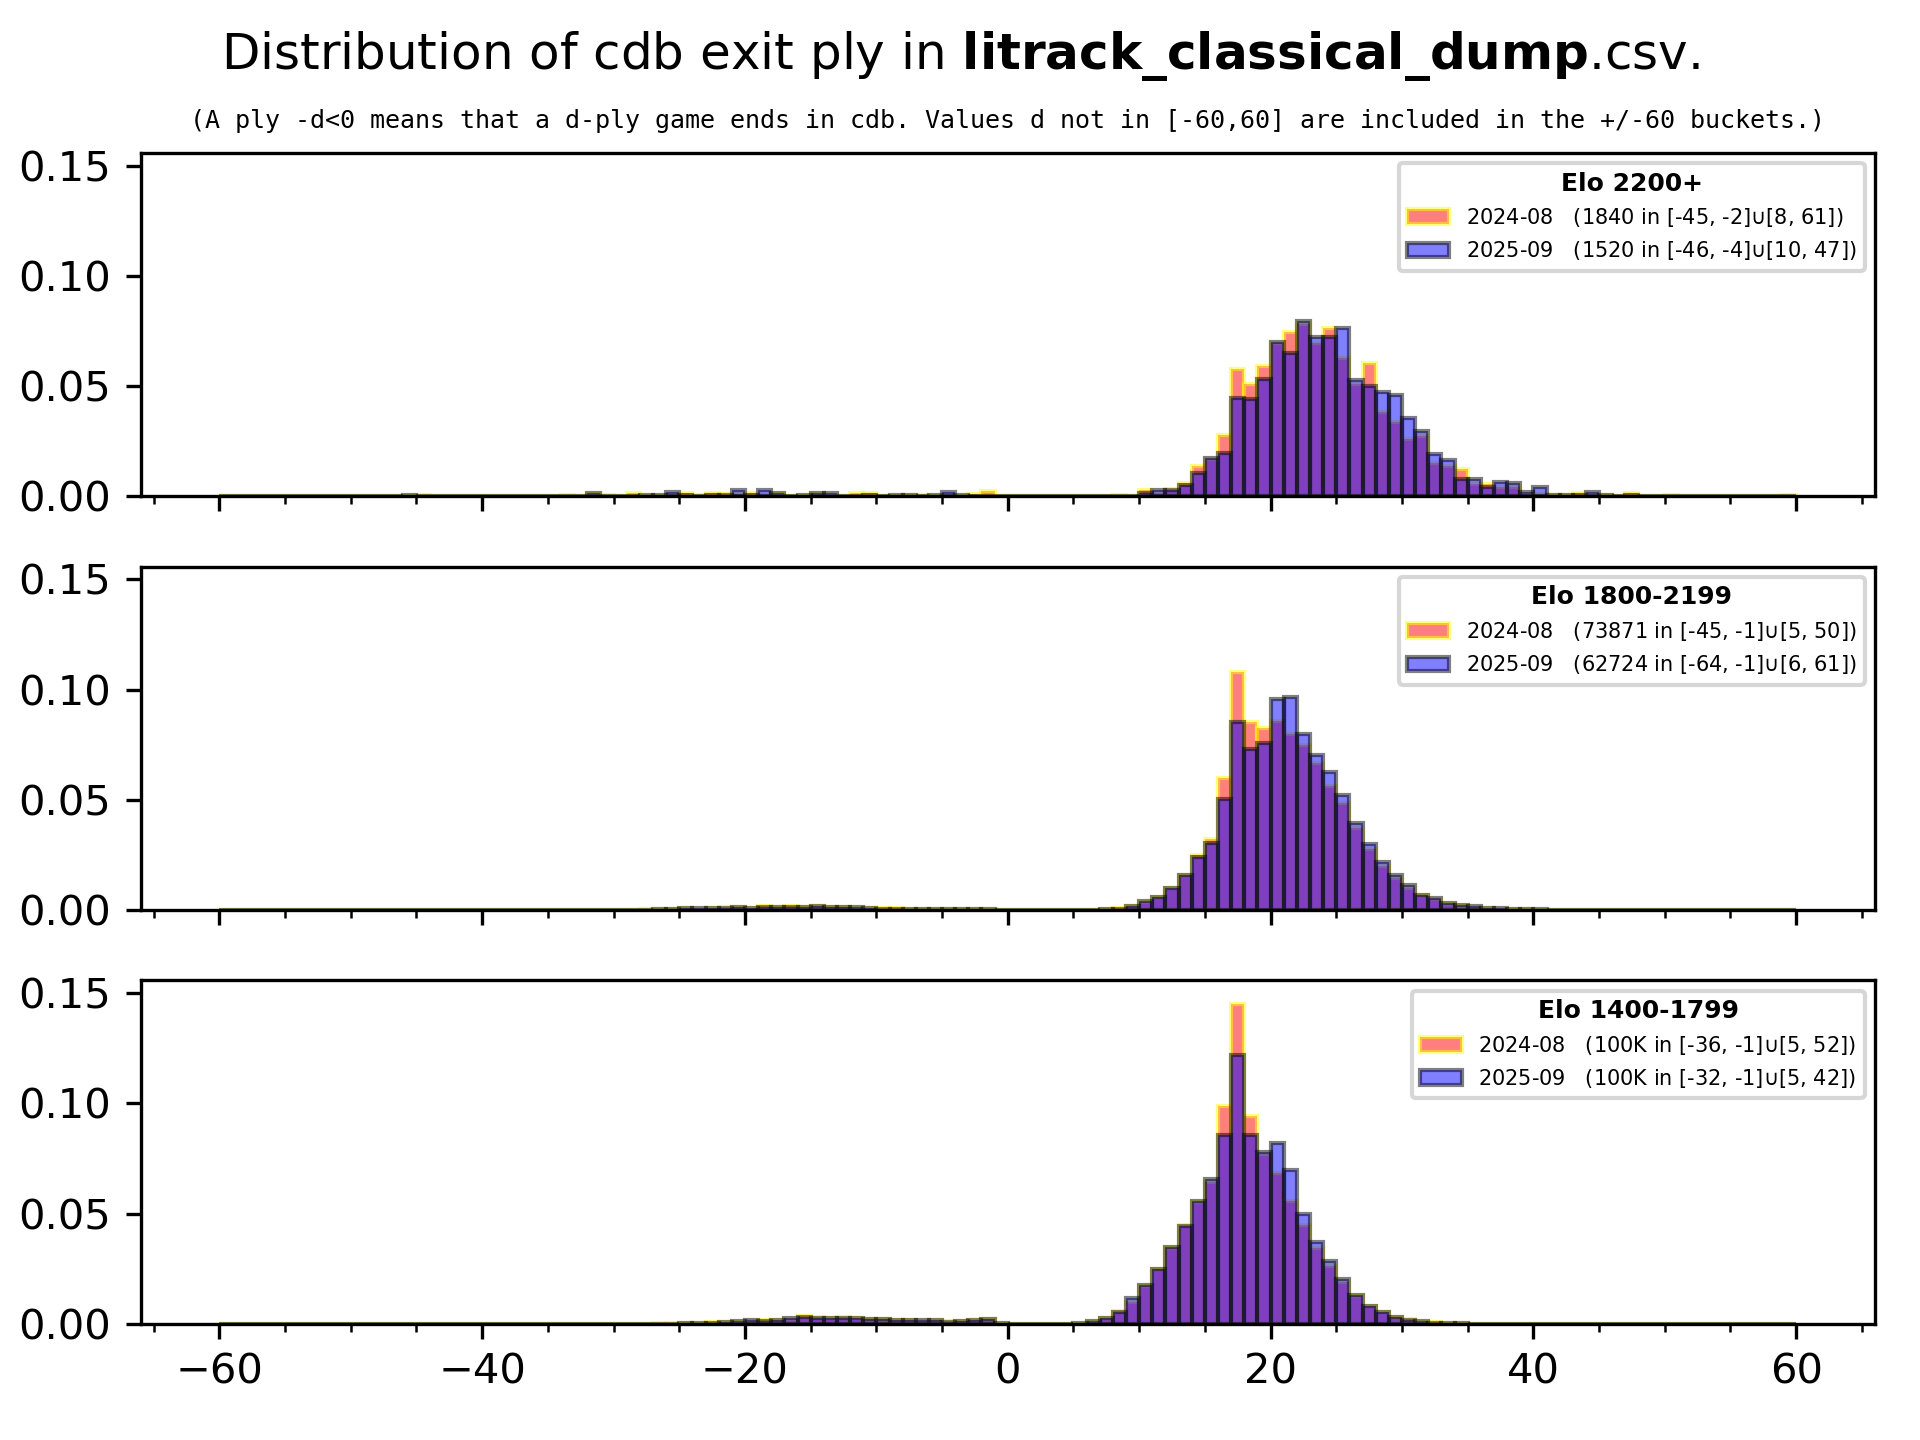 Distribution of cdb exit ply in litrack_classical_dump.csv.
(A ply -d<0 means that a d-ply game ends in cdb. Values d not in [-60,60] are included in the +/-60 buckets.)
0.15
0.10
0.05
0.00
Elo 2200+
2024-08 (1840 in [-45, -2]∪[8, 61])
2025-09 (1520 in [-46, -4]∪[10, 47])
0.15
0.10
0.05
0.00
Elo 1800-2199
2024-08 (73871 in [-45, -1]∪[5, 50])
2025-09 (62724 in [-64, -1]∪[6, 61])
0.15
0.10
0.05
0.00
Elo 1400-1799
2024-08 (100K in [-36, -1]∪[5, 52])
2025-09 (100K in [-32, -1]∪[5, 42])
−60 −40 −20 0 20 40 60